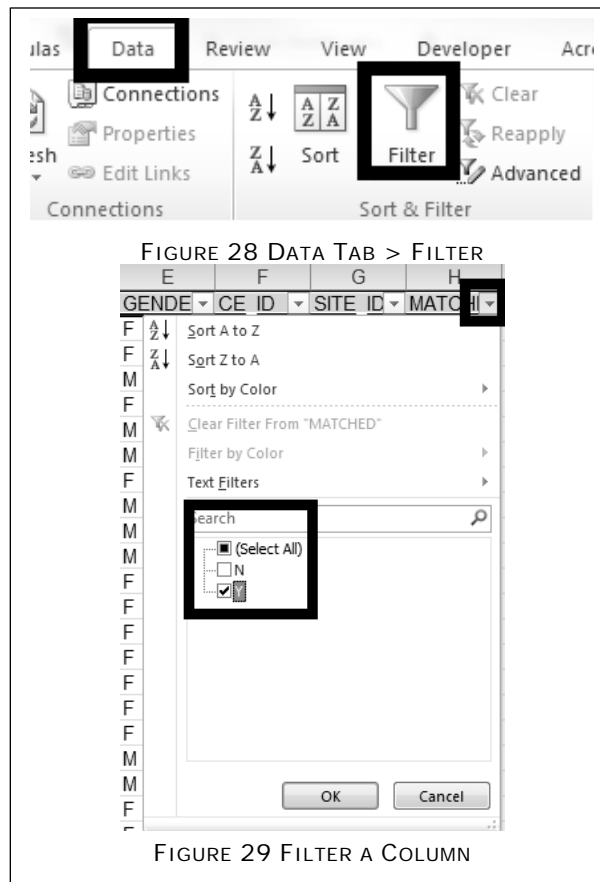 ulas Data Review View Developer Acr
Connections
Properties
esh
Edit Links
Connections
A Z
Z A
A Z
Z A
Sort
Filter
Clear
Reapply
Advanced
Sort & Filter
FIGURE 28 DATA TAB > FILTER
E F G H
GENDE CE_ID SITE_ID MATCH
F
F
M
F
M
M
F
M
M
M
F
F
F
F
F
F
F
M
M
F
A Z
Sort A to Z
Z A
Sort Z to A
Sort by Color
Clear Filter From "MATCHED"
Filter by Color
Text Filters
Search
(Select All)
N
Y
OK Cancel
FIGURE 29 FILTER A COLUMN